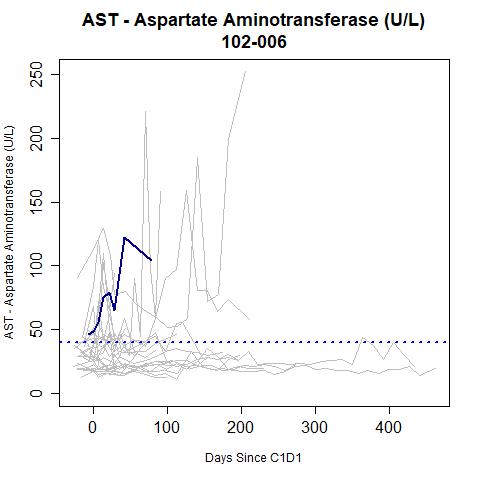 AST - Aspartate Aminotransferase (U/L)
102-006
AST - Aspartate Aminotransferase (U/L)
250
200
150
100
50
0
0 100 200 300 400
Days Since C1D1